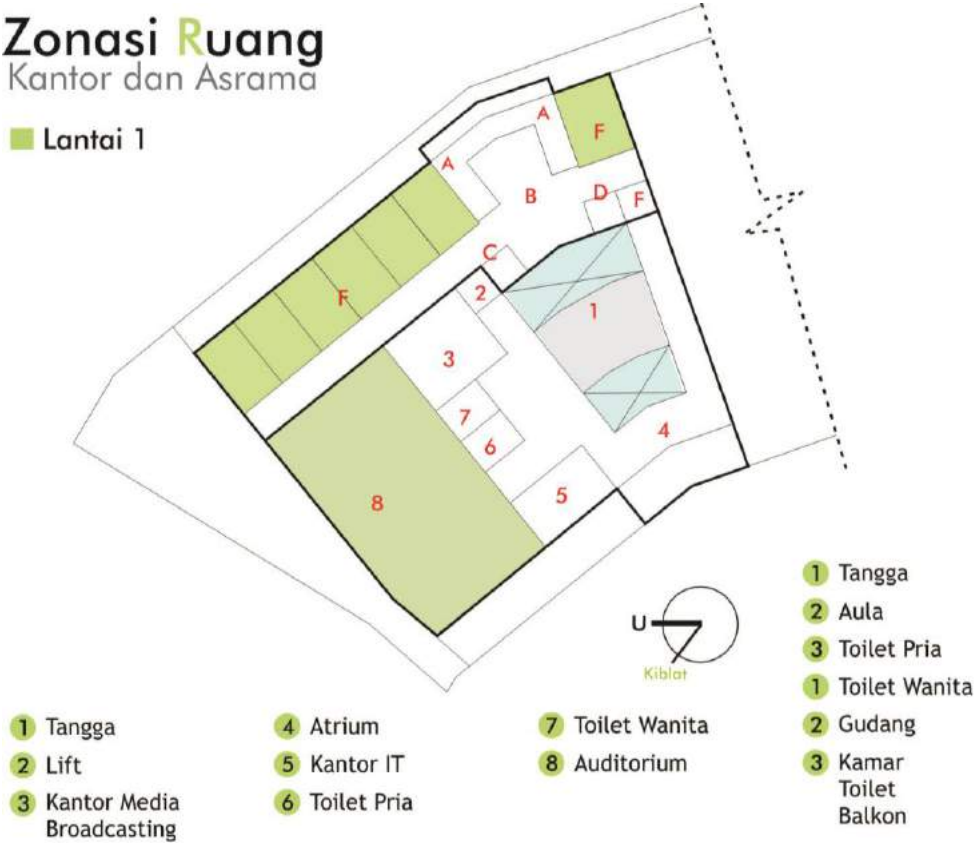 Zonasi Ruang
Kantor dan Asrama
Lantai 1
A
A
F
B
D
F
C
F
2
1
3
7
6
4
5
8
U
Kiblat
1 Tangga
2 Lift
3 Kantor Media
Broadcasting
4 Atrium
5 Kantor IT
6 Toilet Pria
7 Toilet Wanita
8 Auditorium
1 Tangga
2 Aula
3 Toilet Pria
1 Toilet Wanita
2 Gudang
3 Kamar
Toilet
Balkon